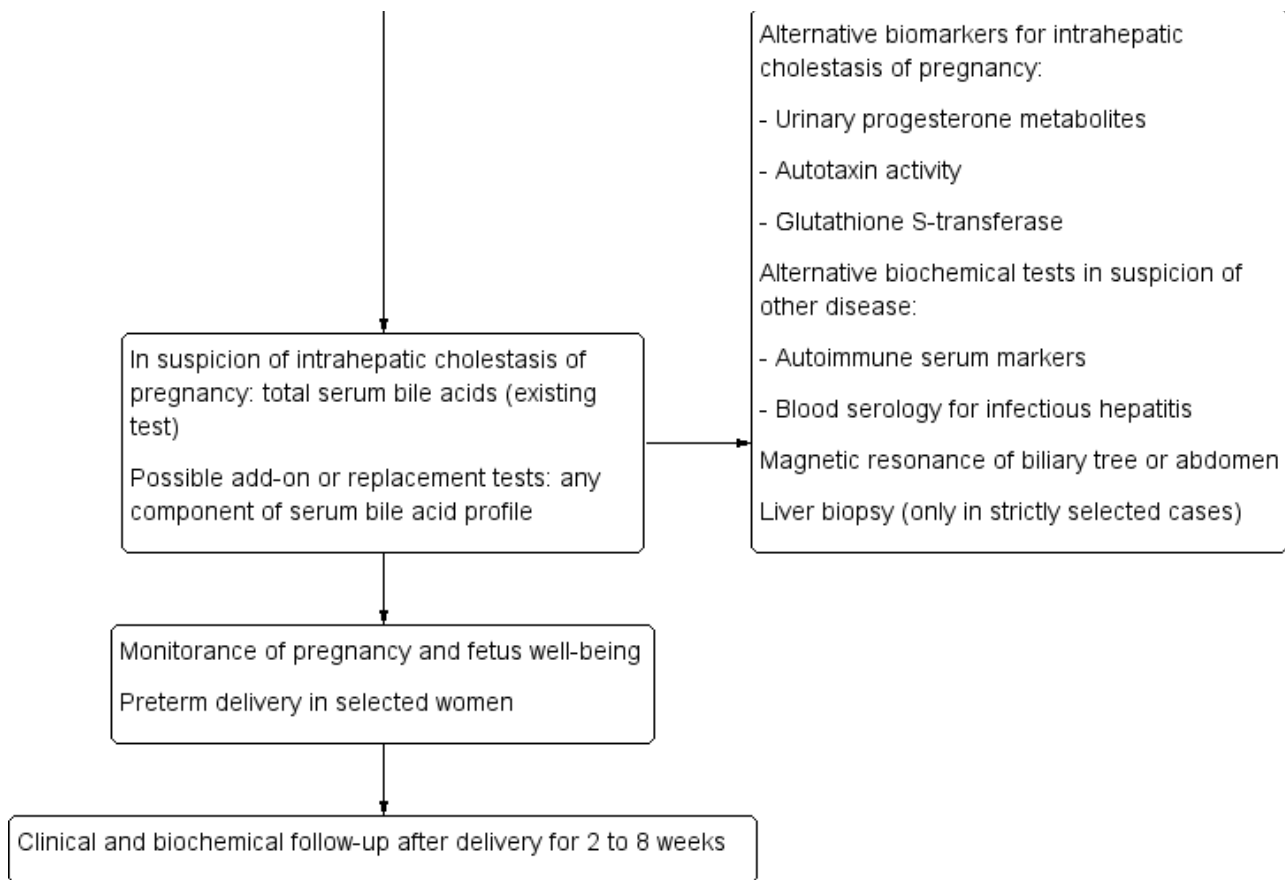 Alternative biomarkers for intrahepatic
cholestasis of pregnancy:
- Urinary progesterone metabolites
- Autotaxin activity
- Glutathione S-transferase
Alternative biochemical tests in suspicion of
other disease:
- Autoimmune serum markers
- Blood serology for infectious hepatitis
Magnetic resonance of biliary tree or abdomen
Liver biopsy (only in strictly selected cases)
In suspicion of intrahepatic cholestasis of
pregnancy: total serum bile acids (existing
test)
Possible add-on or replacement tests: any
component of serum bile acid profile
Monitorance of pregnancy and fetus well-being
Preterm delivery in selected women
Clinical and biochemical follow-up after delivery for 2 to 8 weeks